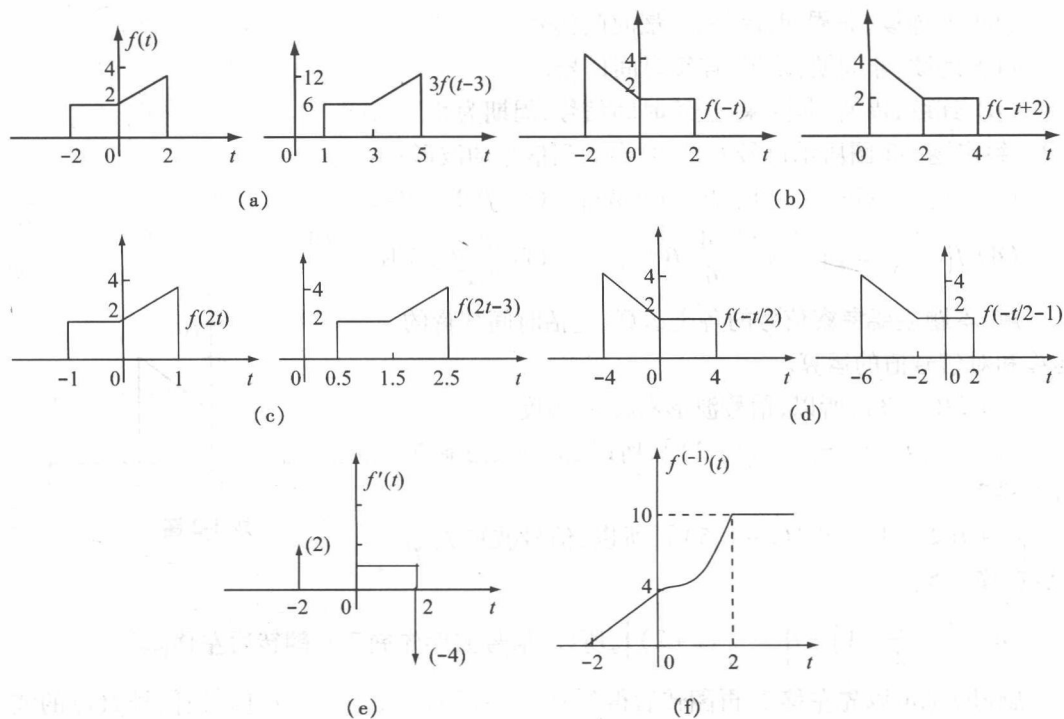 f(t)
4
2
−2
0
2
t
12
6
3f(t−3)
0
1
3
5
t
4
2
f(−t)
−2
0
2
t
4
2
f(−t+2)
0
2
4
t
(a)
(b)
4
2
f(2t)
−1
0
1
t
4
2
f(2t−3)
0
0.5
1.5
2.5
t
4
2
f(−t/2)
−4
0
4
t
4
2
f(−t/2−1)
−6
−2
0
2
t
(c)
(d)
f′(t)
(2)
−2
0
2
t
(−4)
f⁽⁻¹⁾(t)
10
4
−2
0
2
t
(e)
(f)